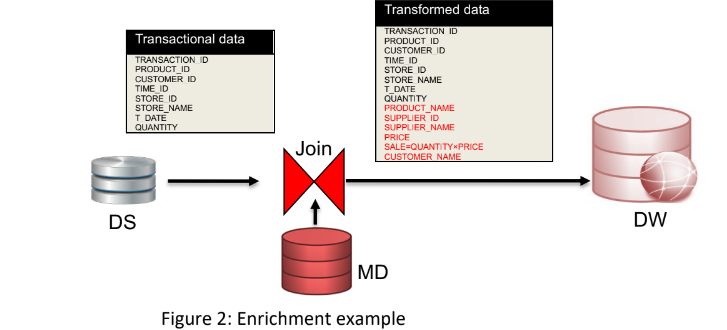 Transactional data
TRANSACTION_ID
PRODUCT_ID
CUSTOMER_ID
TIME_ID
STORE_ID
STORE_NAME
T_DATE
QUANTITY
Transformed data
TRANSACTION_ID
PRODUCT_ID
CUSTOMER_ID
TIME_ID
STORE_ID
STORE_NAME
T_DATE
QUANTITY
PRODUCT_NAME
SUPPLIER_ID
SUPPLIER_NAME
PRICE
SALE=QUANTITY×PRICE
CUSTOMER_NAME
Join
DS
DW
MD
Figure 2: Enrichment example